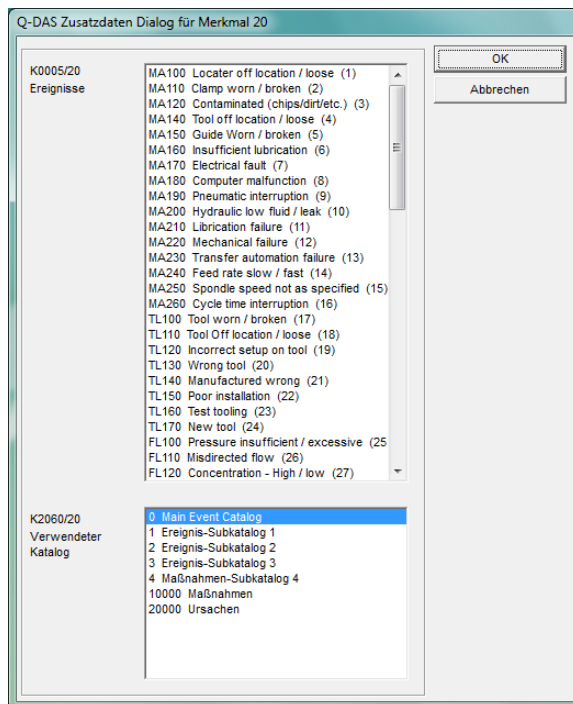 Q-DAS Zusatzdaten Dialog für Merkmal 20
K0005/20
Ereignisse
MA100 Locater off location / loose (1)
MA110 Clamp worn / broken (2)
MA120 Contaminated (chips/dirt/etc.) (3)
MA140 Tool off location / loose (4)
MA150 Guide Worn / broken (5)
MA160 Insufficient lubrication (6)
MA170 Electrical fault (7)
MA180 Computer malfunction (8)
MA190 Pneumatic interruption (9)
MA200 Hydraulic low fluid / leak (10)
MA210 Librication failure (11)
MA220 Mechanical failure (12)
MA230 Transfer automation failure (13)
MA240 Feed rate slow / fast (14)
MA250 Spondle speed not as specified (15)
MA260 Cycle time interruption (16)
TL100 Tool worn / broken (17)
TL110 Tool Off location / loose (18)
TL120 Incorrect setup on tool (19)
TL130 Wrong tool (20)
TL140 Manufactured wrong (21)
TL150 Poor installation (22)
TL160 Test tooling (23)
TL170 New tool (24)
FL100 Pressure insufficient / excessive (25
FL110 Misdirected flow (26)
FL120 Concentration - High / low (27)
OK
Abbrechen
K2060/20
Verwendeter
Katalog
0 Main Event Catalog
1 Ereignis-Subkatalog 1
2 Ereignis-Subkatalog 2
3 Ereignis-Subkatalog 3
4 Maßnahmen-Subkatalog 4
10000 Maßnahmen
20000 Ursachen